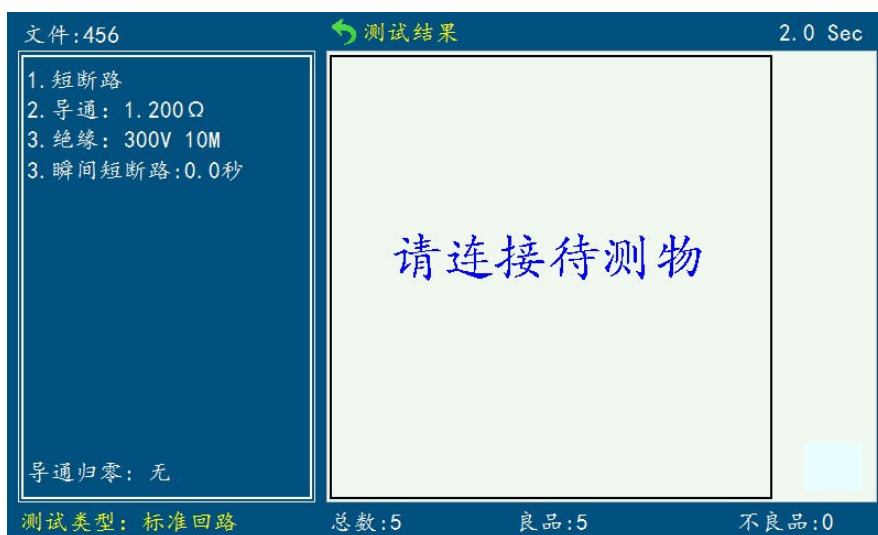 文件:456
测试结果
2.0 Sec
1.短断路
2.导通: 1.200Ω
3.绝缘: 300V 10M
3.瞬间短断路:0.0秒
请连接待测物
导通归零: 无
测试类型: 标准回路
总数:5
良品:5
不良品:0